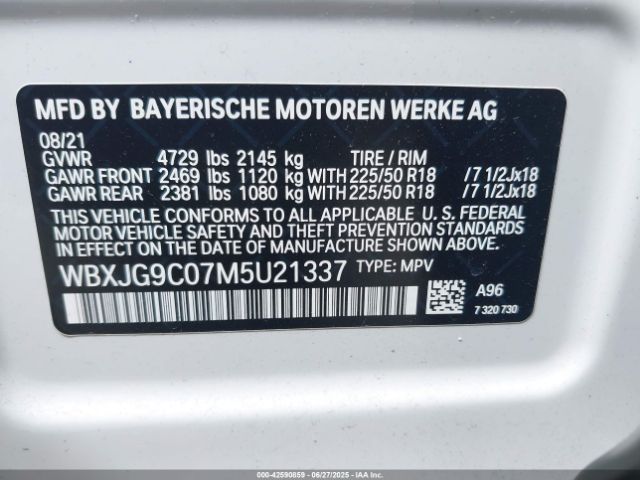 MFD BY BAYERISCHE MOTOREN WERKE AG
08/21
GVWR 4729 lbs 2145 kg TIRE / RIM
GAWR FRONT 2469 lbs 1120 kg WITH 225/50 R18 /7 1/2Jx18
GAWR REAR 2381 lbs 1080 kg WITH 225/50 R18 /7 1/2Jx18
THIS VEHICLE CONFORMS TO ALL APPLICABLE U. S. FEDERAL
MOTOR VEHICLE SAFETY AND THEFT PREVENTION STANDARDS
IN EFFECT ON THE DATE OF MANUFACTURE SHOWN ABOVE.
WBXJG9C07M5U21337 TYPE: MPV
A96
7 320 730
000-42590859 | 06/27/2025 | IAAI.COM